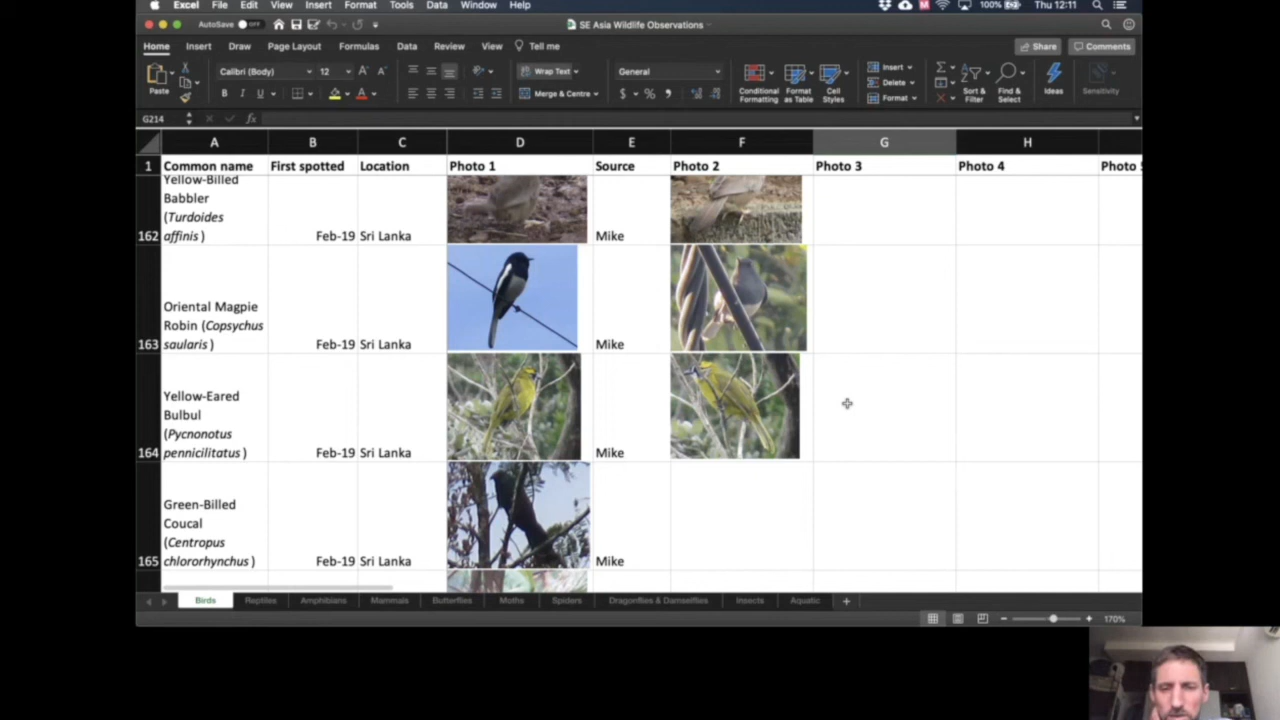 Excel File Edit View Insert Format Tools Data Window Help 100% Thu 12:11
AutoSave OFF SE Asia Wildlife Observations
Home Insert Draw Page Layout Formulas Data Review View Tell me Share Comments
Paste Calibri (Body) 12 A A Wrap Text General Conditional Formatting Format as Table Cell Styles Insert Sort & Filter Find & Select Ideas Sensitivity
B U A Merge & Centre $ % Delete
Format
G214 fx
A B C D E F G H
1 Common name First spotted Location Photo 1 Source Photo 2 Photo 3 Photo 4 Photo
Yellow-Billed
Babbler
(Turdoides
162 affinis) Feb-19 Sri Lanka Mike
Oriental Magpie
Robin (Copsychus
163 saularis) Feb-19 Sri Lanka Mike
Yellow-Eared
Bulbul
(Pycnonotus
164 pennicilitatus) Feb-19 Sri Lanka Mike
Green-Billed
Coucal
(Centropus
165 chlororhynchus) Feb-19 Sri Lanka Mike
Birds Reptiles Amphibians Mammals Butterflies Moths Spiders Dragonflies & Damselflies Insects Aquatic +
170%